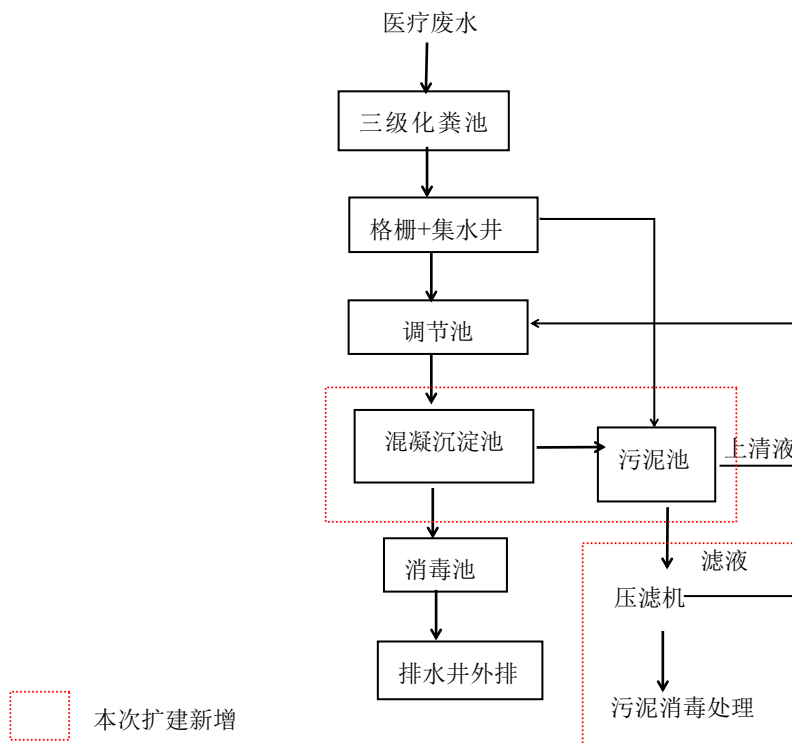 医疗废水
三级化粪池
格栅+集水井
调节池
混凝沉淀池
污泥池
上清液
消毒池
滤液
压滤机
排水井外排
污泥消毒处理
本次扩建新增